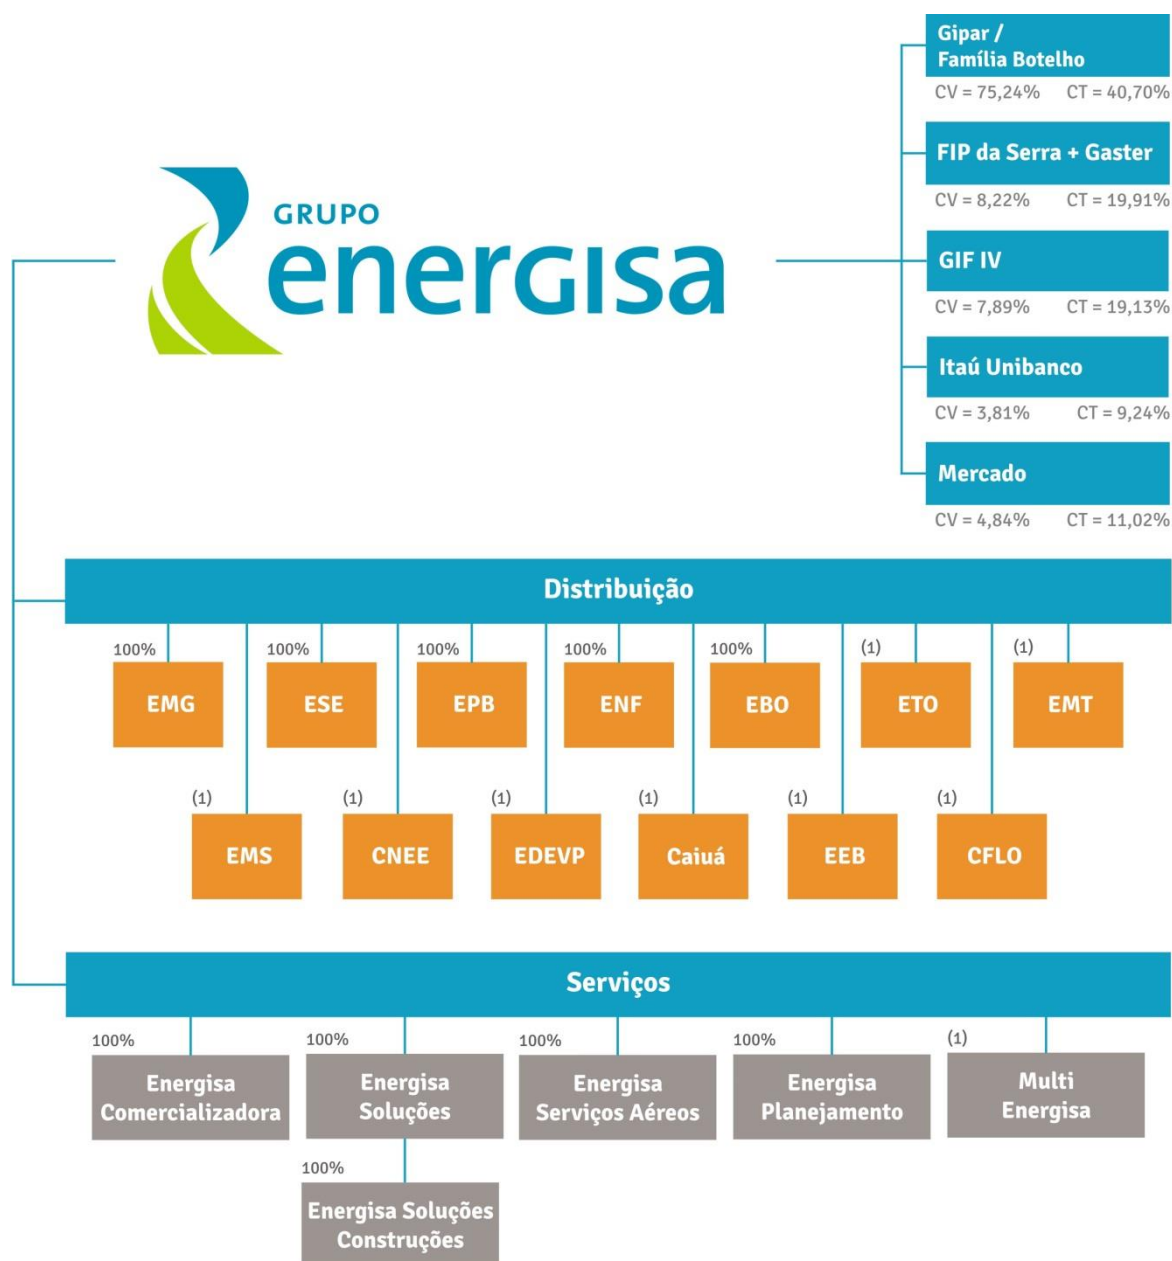 Gipar /
Família Botelho
CV = 75,24% CT = 40,70%
FIP da Serra + Gaster
CV = 8,22% CT = 19,91%
GRUPO
energisa
GIF IV
CV = 7,89% CT = 19,13%
Itaú Unibanco
CV = 3,81% CT = 9,24%
Mercado
CV = 4,84% CT = 11,02%
Distribuição
100% 100% 100% 100% 100% (1) (1)
EMG ESE EPB ENF EBO ETO EMT
(1) (1) (1) (1) (1) (1)
EMS CNEE EDEVP Caiuá EEB CFLO
Serviços
100% 100% 100% 100% (1)
Energisa Energisa Energisa Energisa Multi
Comercializadora Soluções Serviços Aéreos Planejamento Energisa
100%
Energisa Soluções
Construções